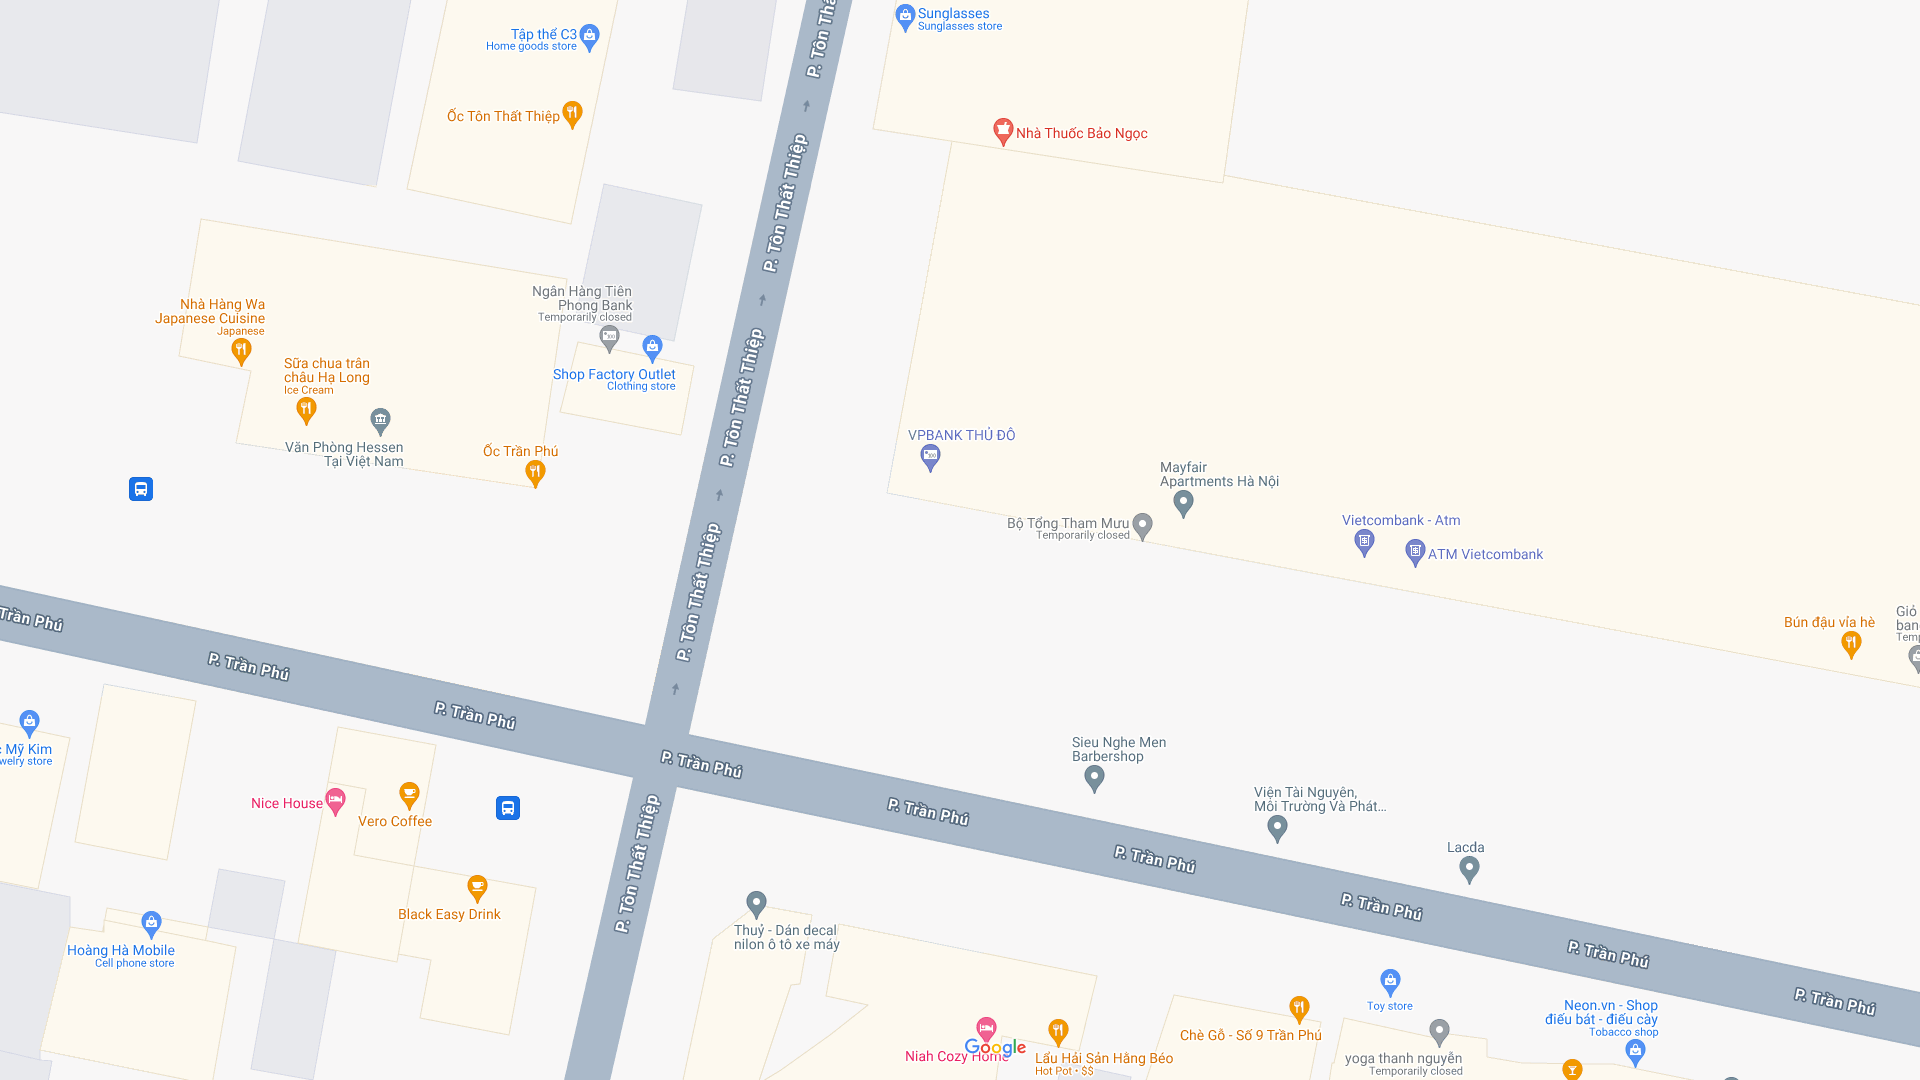 Sunglasses
Sunglasses store
Tập thể C3
Home goods store
P. Tôn
Ốc Tôn Thất Thiệp
Nhà Thuốc Bảo Ngọc
P. Tôn Thất Thiệp
Ngân Hàng Tiên
Phong Bank
Temporarily closed
Nhà Hàng Wa
Japanese Cuisine
Japanese
Sữa chua trân
châu Hạ Long
Ice Cream
Shop Factory Outlet
Clothing store
P. Tôn Thất Thiệp
Văn Phòng Hessen
Tại Việt Nam
Ốc Trần Phú
VPBANK THỦ ĐÔ
Mayfair
Apartments Hà Nội
Bộ Tổng Tham Mưu
Temporarily closed
Vietcombank - Atm
ATM Vietcombank
P. Tôn Thất Thiệp
Trần Phú
Bún đậu vỉa hè
Giỏ
P. Trần Phú
P. Trần Phú
P. Trần Phú
Mỹ Kim
welry store
Sieu Nghe Men
Barbershop
Nice House
Vero Coffee
P. Trần Phú
Viện Tài Nguyên,
Môi Trường Và Phát...
P. Tôn Thất Thiệp
P. Trần Phú
Lacda
Black Easy Drink
P. Trần Phú
Hoàng Hà Mobile
Cell phone store
Thuỷ - Dán decal
nilon ô tô xe máy
P. Trần Phú
P. Trần Phú
Toy store
Neon.vn - Shop
điếu bát - điếu cày
Tobacco shop
Chè Gỗ - Số 9 Trần Phú
Google
Niah Cozy Home
Lẩu Hải Sản Hằng Béo
Hot Pot • $$
yoga thanh nguyễn
Temporarily closed